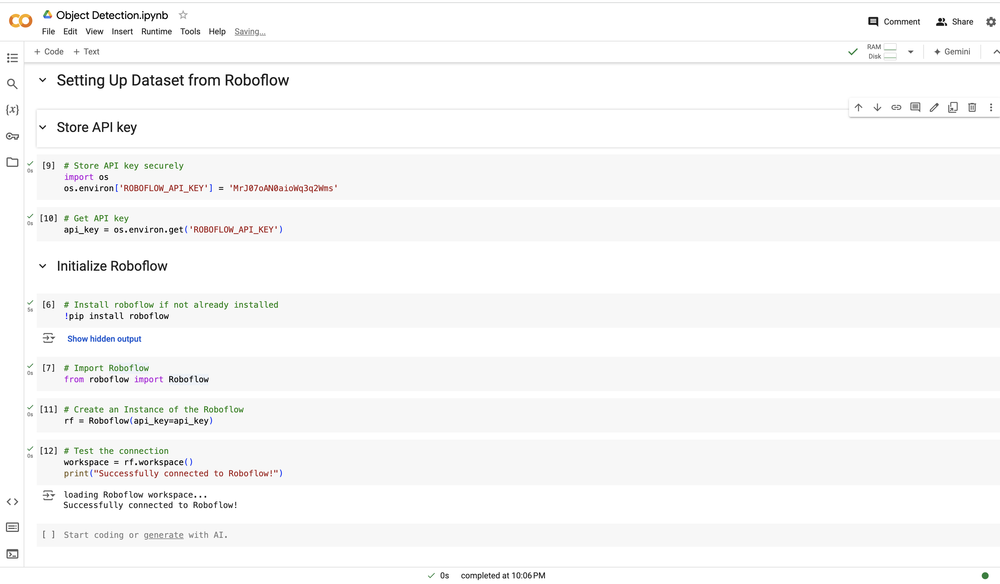 Object Detection.ipynb
File Edit View Insert Runtime Tools Help Saving...
Comment Share
+ Code + Text
RAM
Disk
Gemini
Setting Up Dataset from Roboflow
Store API key
{x}
0s
[9] # Store API key securely
import os
os.environ['ROBOFLOW_API_KEY'] = 'MrJ07oAN0aioWq3q2Wms'
0s
[10] # Get API key
api_key = os.environ.get('ROBOFLOW_API_KEY')
Initialize Roboflow
5s
[6] # Install roboflow if not already installed
!pip install roboflow
Show hidden output
0s
[7] # Import Roboflow
from roboflow import Roboflow
0s
[11] # Create an Instance of the Roboflow
rf = Roboflow(api_key=api_key)
0s
[12] # Test the connection
workspace = rf.workspace()
print("Successfully connected to Roboflow!")
loading Roboflow workspace...
Successfully connected to Roboflow!
[ ] Start coding or generate with AI.
0s completed at 10:06 PM